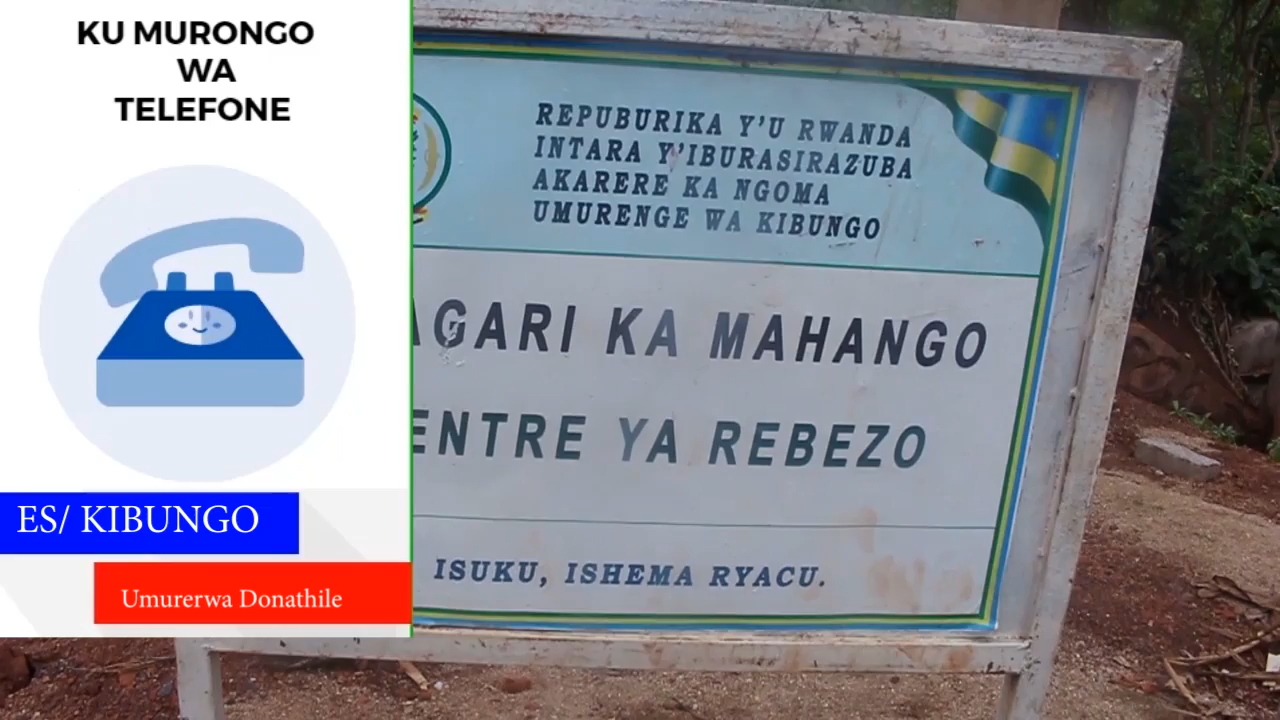 KU MURONGO
WA
TELEFONE
ES/ KIBUNGO
Umurerwa Donathile
REPUBURIKA Y'U RWANDA
INTARA Y'IBURASIRAZUBA
AKARERE KA NGOMA
UMURENGE WA KIBUNGO
AGARI KA MAHANGO
ENTRE YA REBEZO
ISUKU, ISHEMA RYACU.